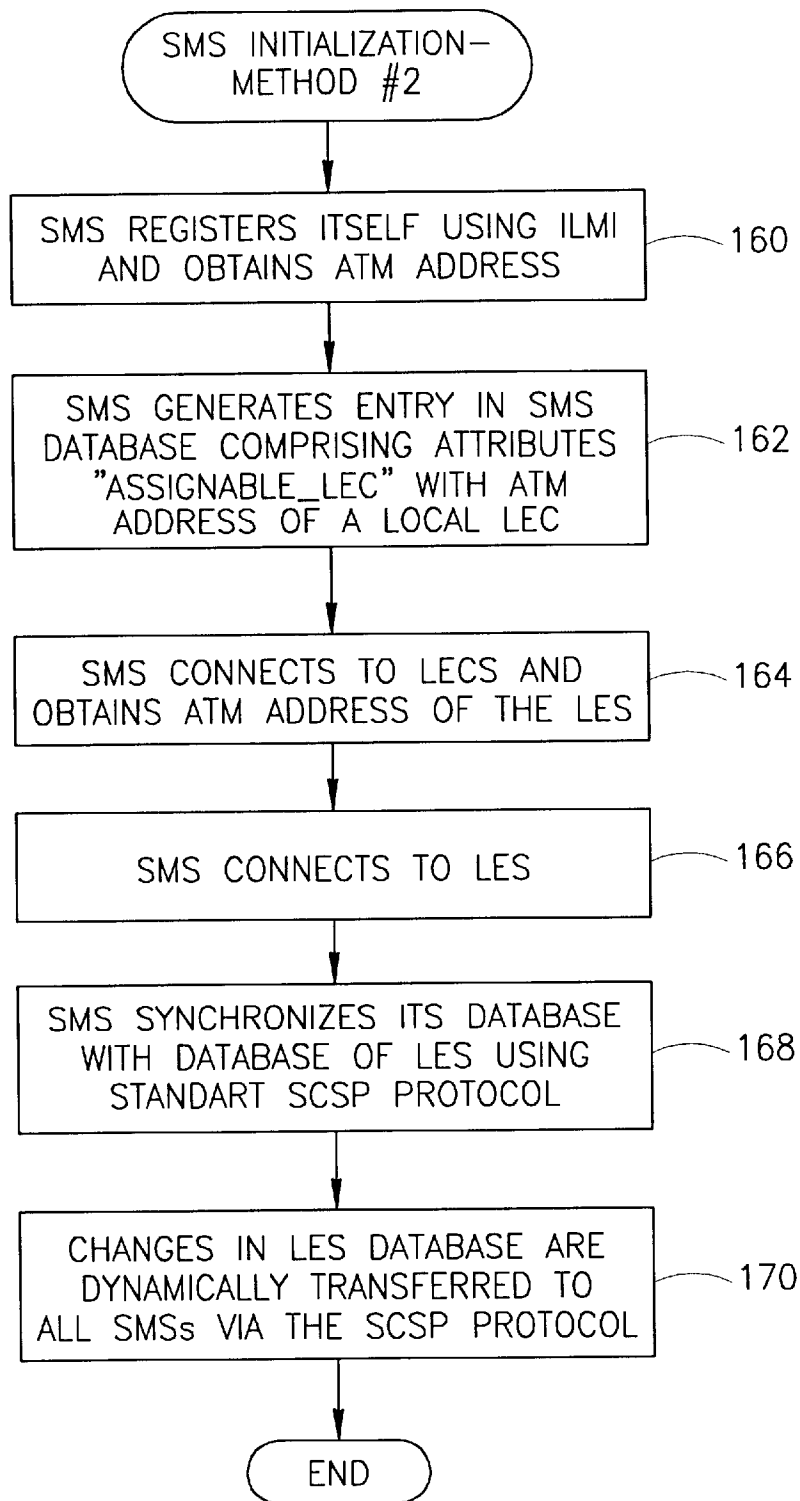 SMS INITIALIZATION-
METHOD #2
SMS REGISTERS ITSELF USING ILMI
AND OBTAINS ATM ADDRESS
160
SMS GENERATES ENTRY IN SMS
DATABASE COMPRISING ATTRIBUTES
"ASSIGNABLE_LEC" WITH ATM
ADDRESS OF A LOCAL LEC
162
SMS CONNECTS TO LECS AND
OBTAINS ATM ADDRESS OF THE LES
164
SMS CONNECTS TO LES
166
SMS SYNCHRONIZES ITS DATABASE
WITH DATABASE OF LES USING
STANDART SCSP PROTOCOL
168
CHANGES IN LES DATABASE ARE
DYNAMICALLY TRANSFERRED TO
ALL SMSs VIA THE SCSP PROTOCOL
170
END